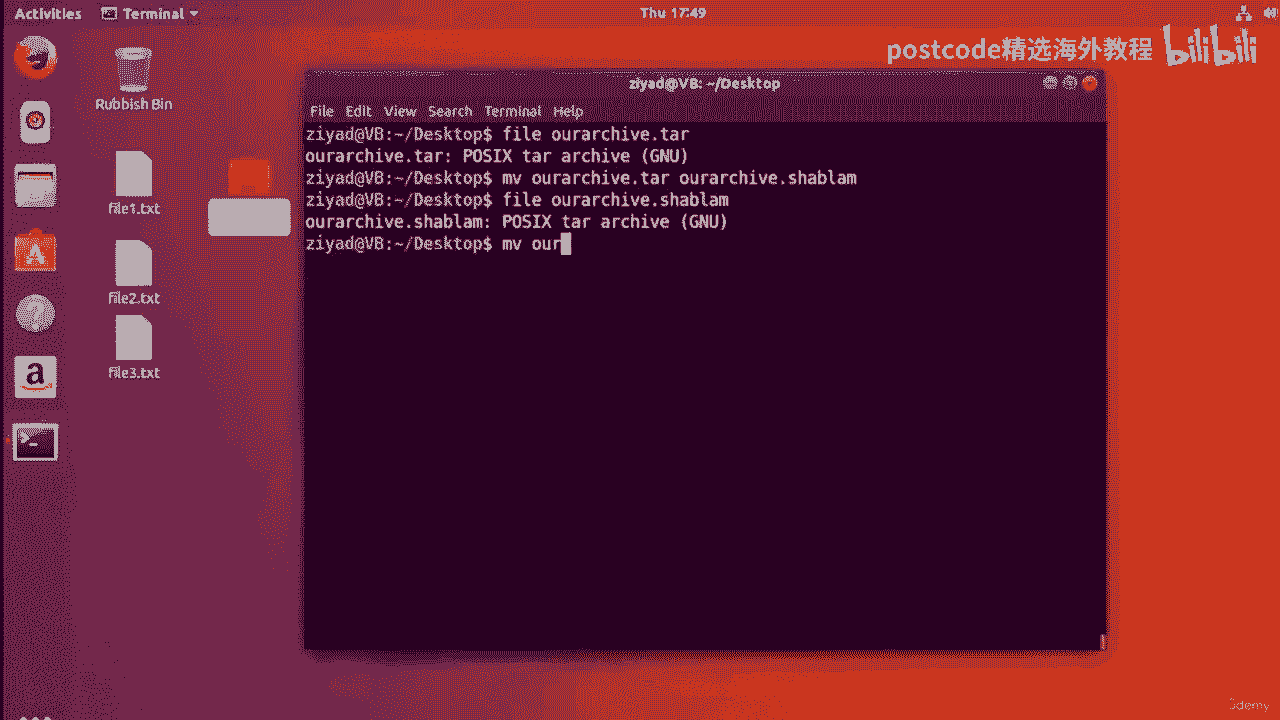 Activities
Terminal
Thu 17:49
postcode精选海外教程 bilibili
Rubbish Bin
file1.txt
file2.txt
file3.txt
ziyad@VB: ~/Desktop
File Edit View Search Terminal Help
ziyad@VB:~/Desktop$ file ourarchive.tar
ourarchive.tar: POSIX tar archive (GNU)
ziyad@VB:~/Desktop$ mv ourarchive.tar ourarchive.shablam
ziyad@VB:~/Desktop$ file ourarchive.shablam
ourarchive.shablam: POSIX tar archive (GNU)
ziyad@VB:~/Desktop$ mv our
a
Udemy